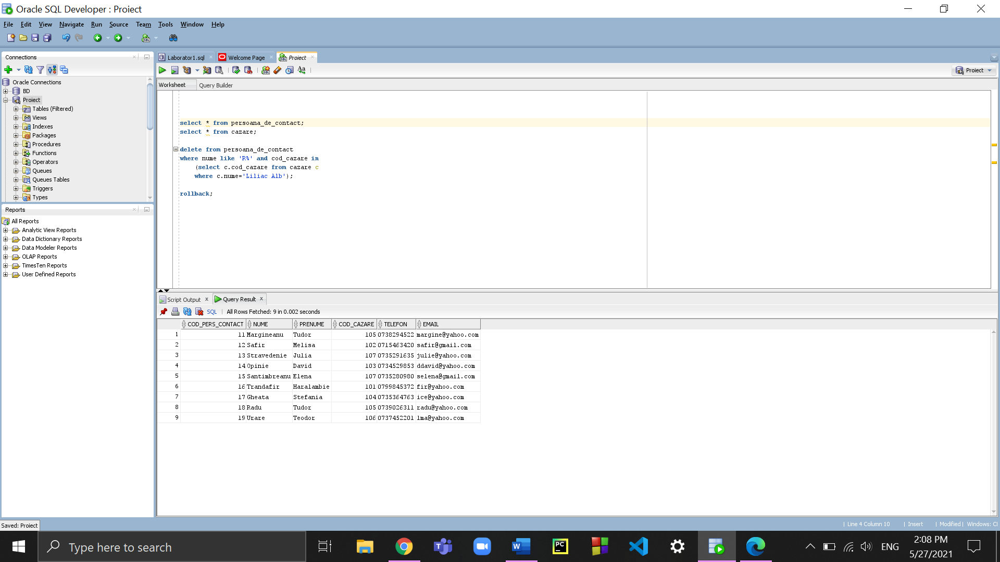 Oracle SQL Developer : Proiect
File Edit View Navigate Run Source Team Tools Window Help
Connections
Laborator1.sql Welcome Page Proiect
Proiect
Oracle Connections
BD
Proiect
Tables (Filtered)
Views
Indexes
Packages
Procedures
Functions
Operators
Queues
Queues Tables
Triggers
Types
Reports
All Reports
Analytic View Reports
Data Dictionary Reports
Data Modeler Reports
OLAP Reports
TimesTen Reports
User Defined Reports
Worksheet Query Builder
select * from persoana_de_contact;
select * from cazare;
delete from persoana_de_contact
where nume like 'R%' and cod_cazare in
(select c.cod_cazare from cazare c
where c.nume='Liliac Alb');
rollback;
Script Output Query Result
SQL | All Rows Fetched: 9 in 0.002 seconds
COD_PERS_CONTACT NUME PRENUME COD_CAZARE TELEFON EMAIL
1 11 Margineanu Tudor 105 0738294522 margine@yahoo.com
2 12 Safir Melisa 102 0715463420 safir@gmail.com
3 13 Stravedenie Julia 107 0735291635 julie@yahoo.com
4 14 Opinie David 103 0734529853 ddavid@yahoo.com
5 15 Santimbreanu Elena 107 0735280980 selena@gmail.com
6 16 Trandafir Haralambie 101 0799845372 fir@yahoo.com
7 17 Gheata Stefania 104 0735364763 ice@yahoo.com
8 18 Radu Tudor 105 0739026311 radu@yahoo.com
9 19 Urare Teodor 106 0737452201 lma@yahoo.com
Saved: Proiect
| Line 4 Column 10 | Insert | Modified | Windows: Cl
Type here to search
ENG
2:08 PM
5/27/2021